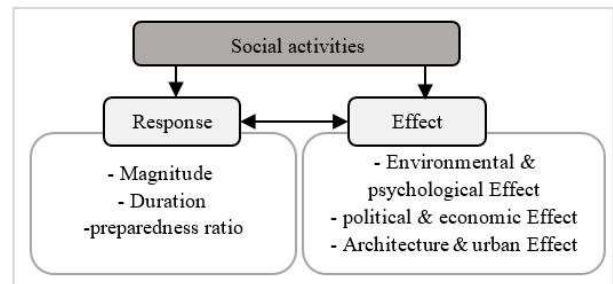 Social activities
Response
Effect
- Magnitude
- Duration
-preparedness ratio
- Environmental &
psychological Effect
- political & economic Effect
- Architecture & urban Effect